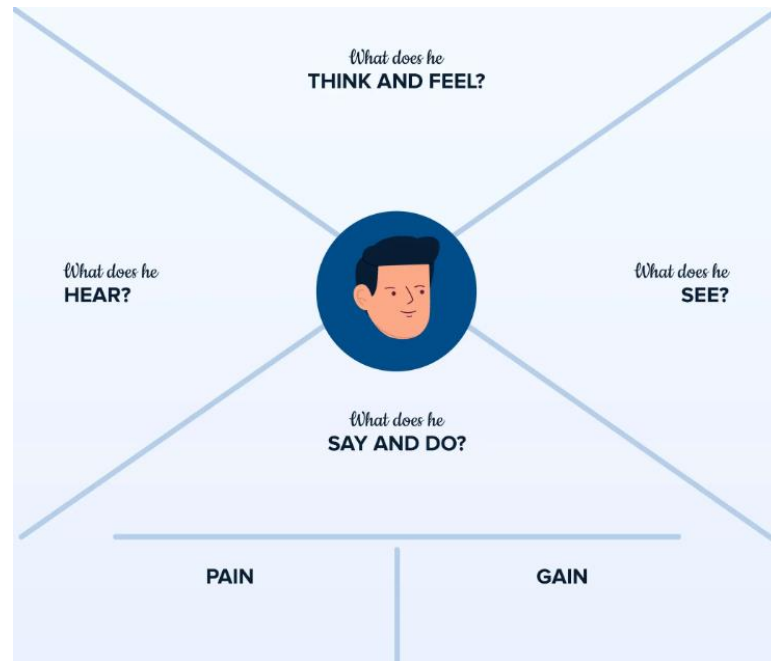 What does he
THINK AND FEEL?
What does he
HEAR?
What does he
SEE?
What does he
SAY AND DO?
PAIN
GAIN